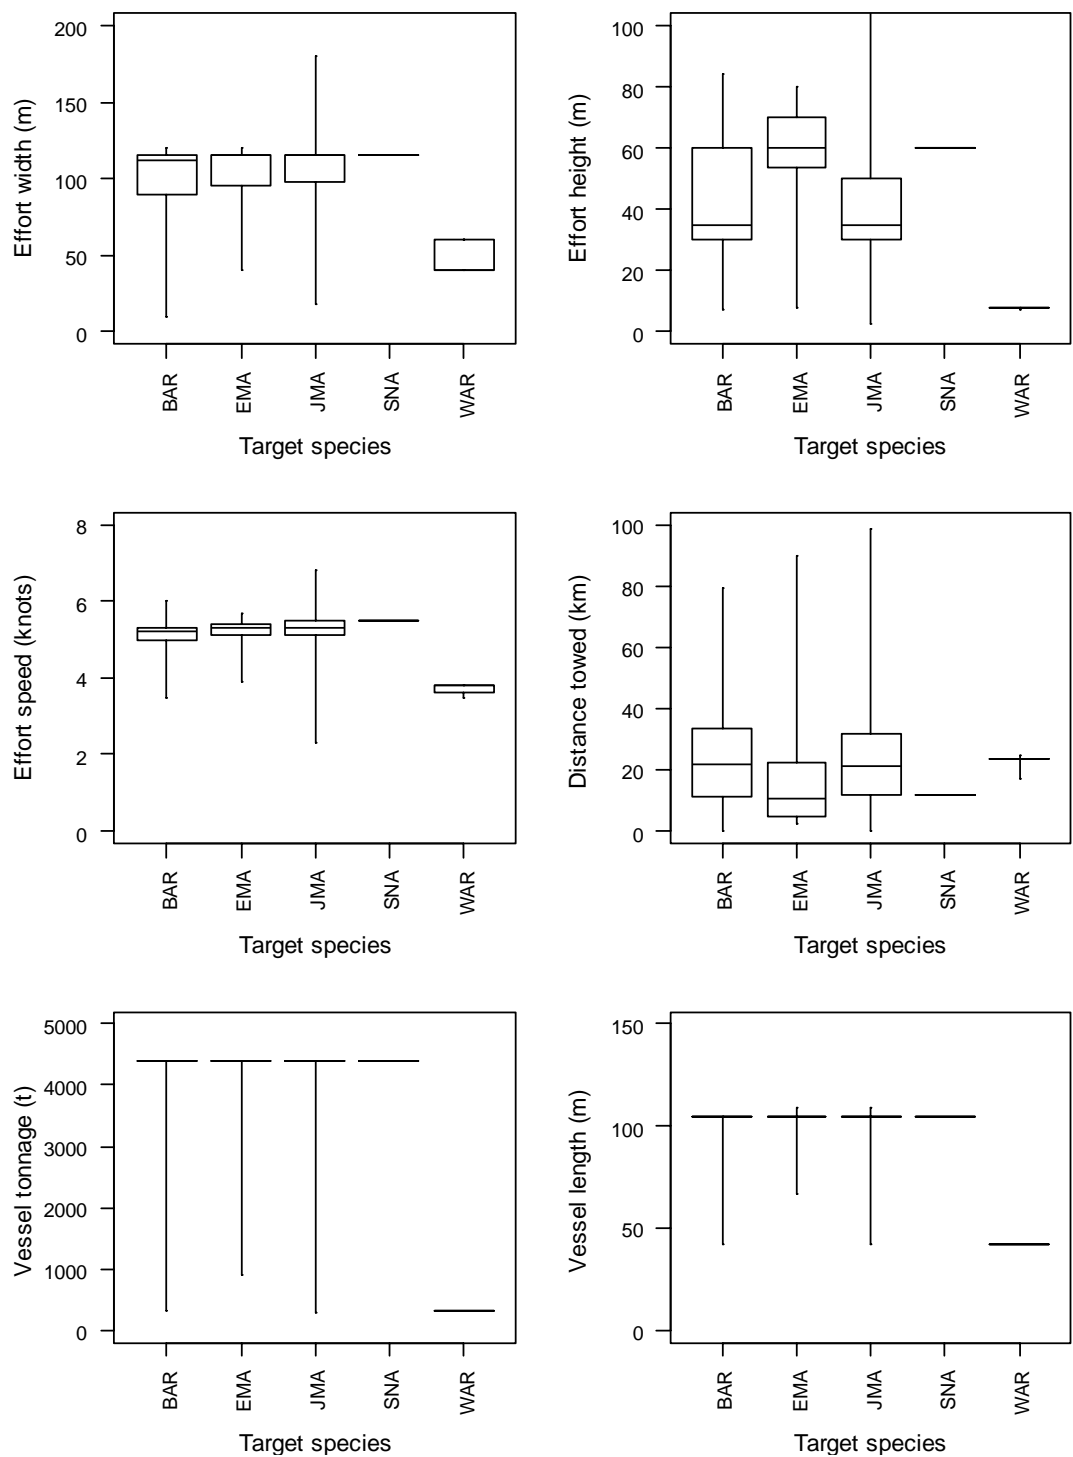 Effort width (m)
200
150
100
50
0
BAR
EMA
JMA
SNA
WAR
Target species
Effort height (m)
100
80
60
40
20
0
BAR
EMA
JMA
SNA
WAR
Target species
Effort speed (knots)
8
6
4
2
0
BAR
EMA
JMA
SNA
WAR
Target species
Distance towed (km)
100
80
60
40
20
0
BAR
EMA
JMA
SNA
WAR
Target species
Vessel tonnage (t)
5000
4000
3000
2000
1000
0
BAR
EMA
JMA
SNA
WAR
Target species
Vessel length (m)
150
100
50
0
BAR
EMA
JMA
SNA
WAR
Target species